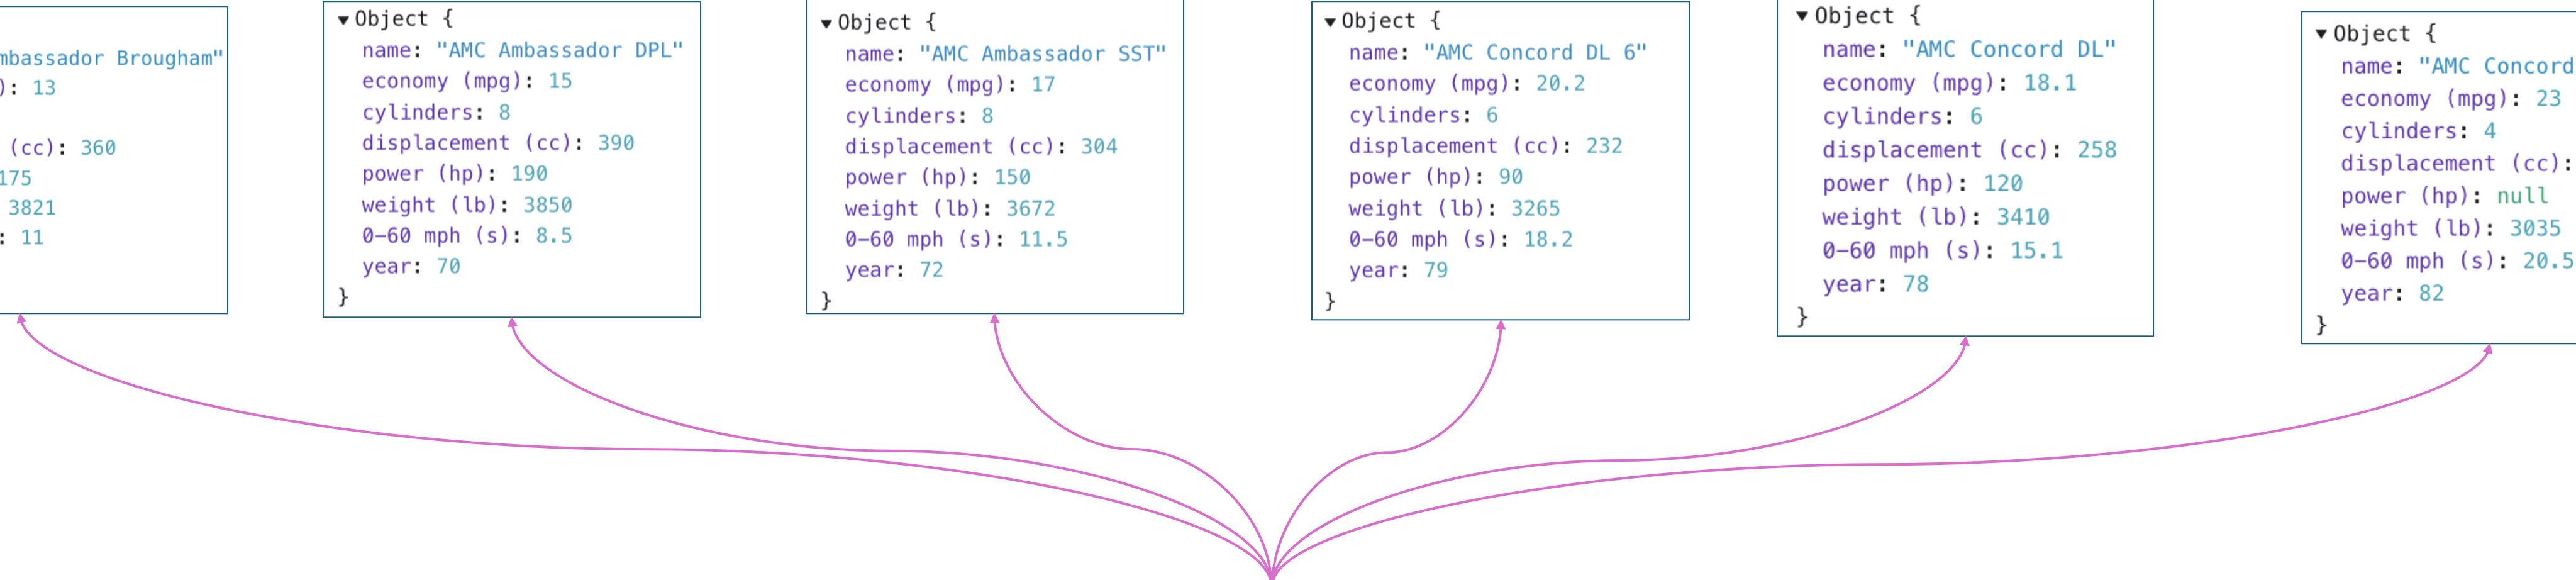 mbassador Brougham"
): 13
(cc): 360
175
3821
: 11
▼Object {
name: "AMC Ambassador DPL"
economy (mpg): 15
cylinders: 8
displacement (cc): 390
power (hp): 190
weight (lb): 3850
0–60 mph (s): 8.5
year: 70
}
▼Object {
name: "AMC Ambassador SST"
economy (mpg): 17
cylinders: 8
displacement (cc): 304
power (hp): 150
weight (lb): 3672
0–60 mph (s): 11.5
year: 72
}
▼Object {
name: "AMC Concord DL 6"
economy (mpg): 20.2
cylinders: 6
displacement (cc): 232
power (hp): 90
weight (lb): 3265
0–60 mph (s): 18.2
year: 79
}
▼Object {
name: "AMC Concord DL"
economy (mpg): 18.1
cylinders: 6
displacement (cc): 258
power (hp): 120
weight (lb): 3410
0–60 mph (s): 15.1
year: 78
}
▼Object {
name: "AMC Concord
economy (mpg): 23
cylinders: 4
displacement (cc):
power (hp): null
weight (lb): 3035
0–60 mph (s): 20.5
year: 82
}